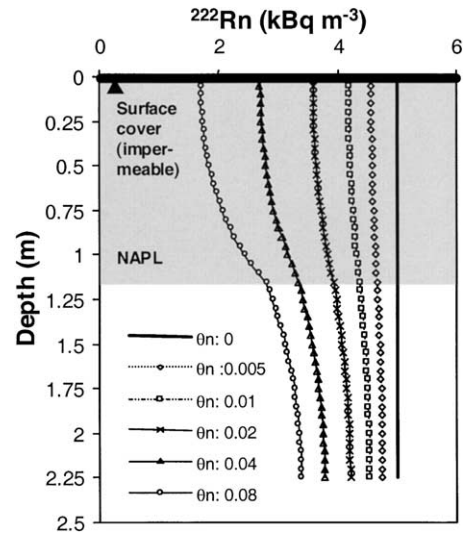 ²²²Rn (kBq m⁻³)
0 2 4 6
0
0.25
0.5
0.75
1
1.25
1.5
1.75
2
2.25
2.5
Depth (m)
Surface
cover
(imper-
meable)
NAPL
θn: 0
θn :0.005
θn: 0.01
θn: 0.02
θn: 0.04
θn: 0.08